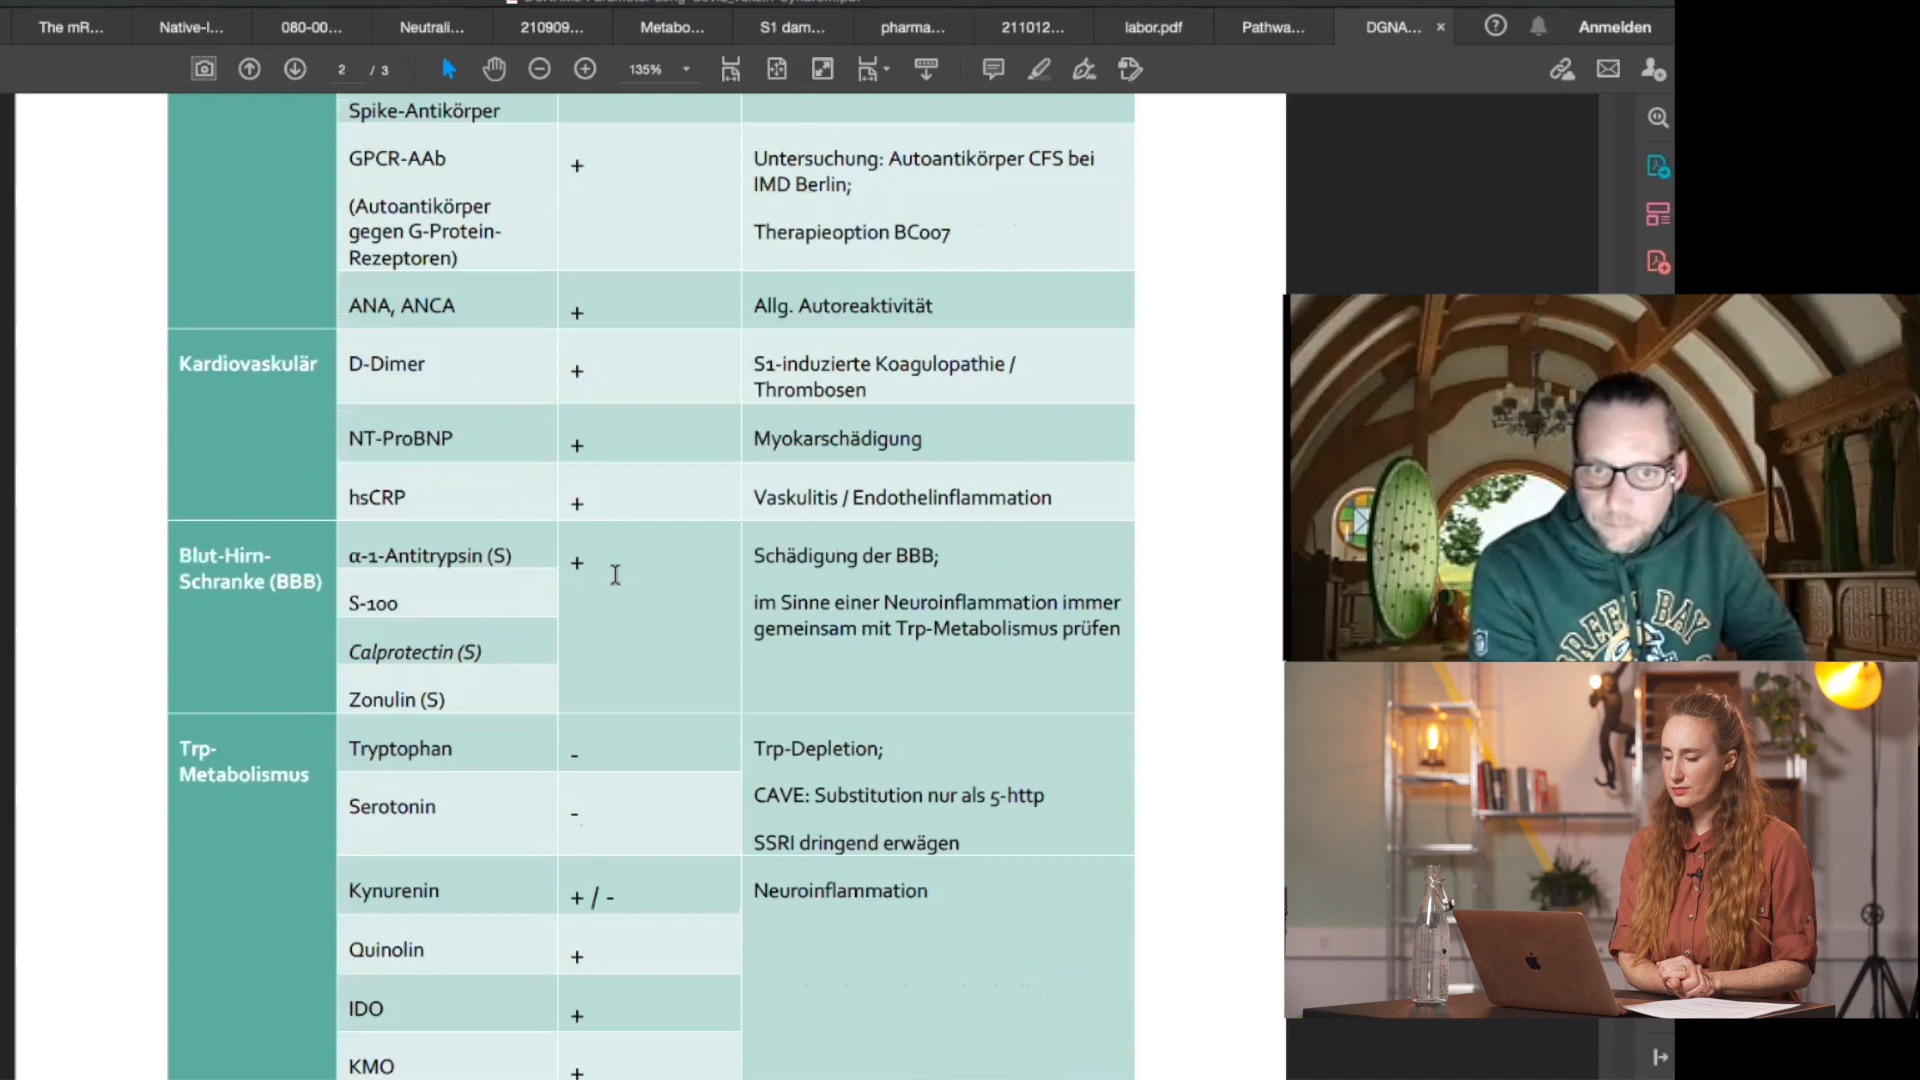 The mR...
Native-l...
080-00...
Neutrali...
210909...
Metabo...
S1 dam...
pharma...
211012...
labor.pdf
Pathwa...
DGNA...
×
Anmelden
2 / 3
135%
Spike-Antikörper
GPCR-AAb
+
Untersuchung: Autoantikörper CFS bei
IMD Berlin;
(Autoantikörper
gegen G-Protein-
Rezeptoren)
Therapieoption BC007
ANA, ANCA
+
Allg. Autoreaktivität
Kardiovaskulär
D-Dimer
+
S1-induzierte Koagulopathie /
Thrombosen
NT-ProBNP
+
Myokarschädigung
hsCRP
+
Vaskulitis / Endothelinflammation
Blut-Hirn-
Schranke (BBB)
α-1-Antitrypsin (S)
+
Schädigung der BBB;
S-100
im Sinne einer Neuroinflammation immer
gemeinsam mit Trp-Metabolismus prüfen
Calprotectin (S)
Zonulin (S)
Trp-
Metabolismus
Tryptophan
-
Trp-Depletion;
Serotonin
-
CAVE: Substitution nur als 5-http
SSRI dringend erwägen
Kynurenin
+ / -
Neuroinflammation
Quinolin
+
IDO
+
KMO
+
GREEN BAY